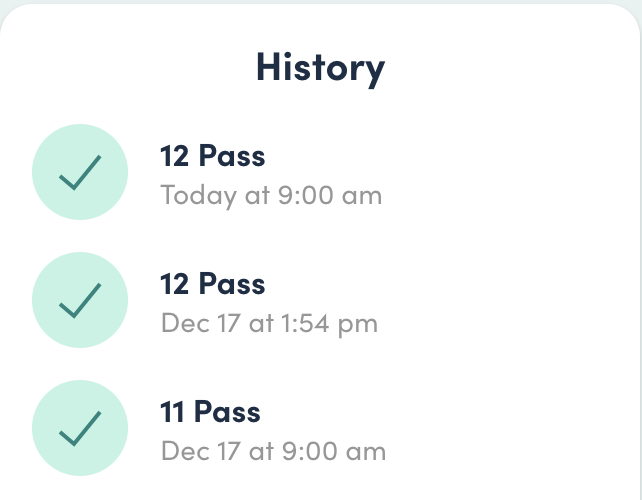 History
12 Pass
Today at 9:00 am
12 Pass
Dec 17 at 1:54 pm
11 Pass
Dec 17 at 9:00 am